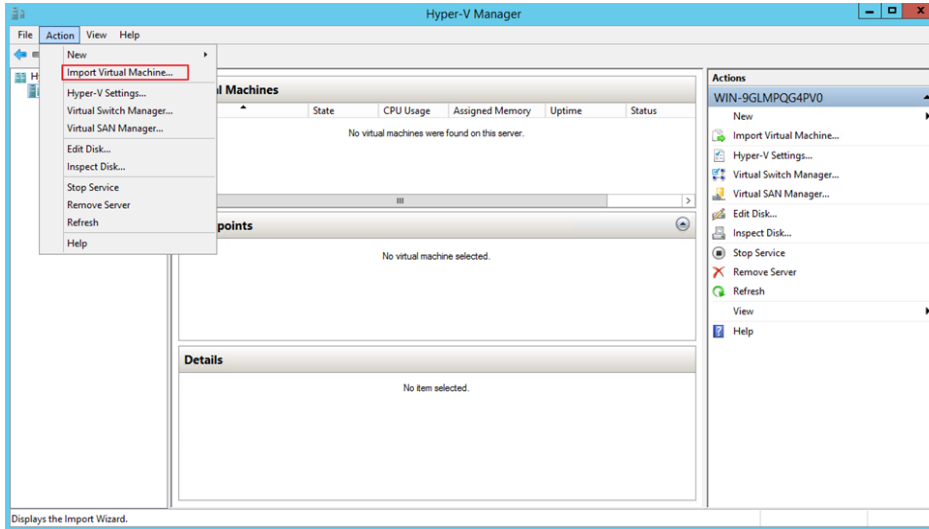 Hyper-V Manager
File Action View Help
New
Import Virtual Machine...
Hyper-V Settings...
Virtual Switch Manager...
Virtual SAN Manager...
Edit Disk...
Inspect Disk...
Stop Service
Remove Server
Refresh
Help
l Machines
State CPU Usage Assigned Memory Uptime Status
No virtual machines were found on this server.
points
No virtual machine selected.
Details
No item selected.
Actions
WIN-9GLMPQG4PV0
New
Import Virtual Machine...
Hyper-V Settings...
Virtual Switch Manager...
Virtual SAN Manager...
Edit Disk...
Inspect Disk...
Stop Service
Remove Server
Refresh
View
Help
Displays the Import Wizard.